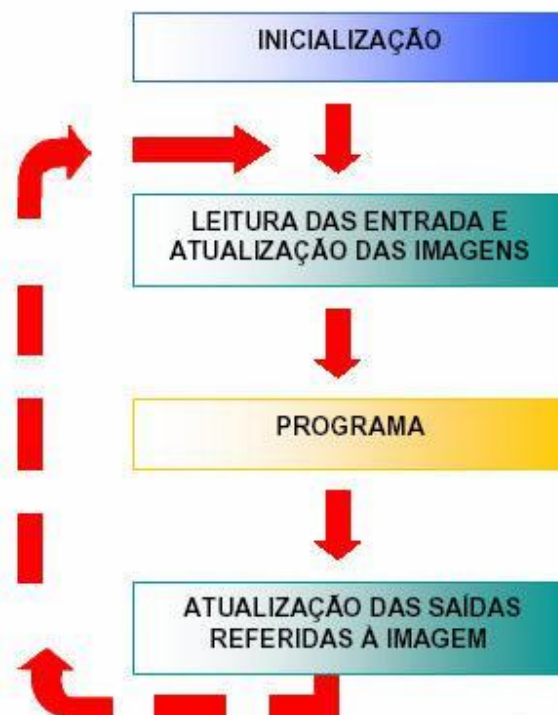 INICIALIZAÇÃO
LEITURA DAS ENTRADA E
ATUALIZAÇÃO DAS IMAGENS
PROGRAMA
ATUALIZAÇÃO DAS SAÍDAS
REFERIDAS À IMAGEM